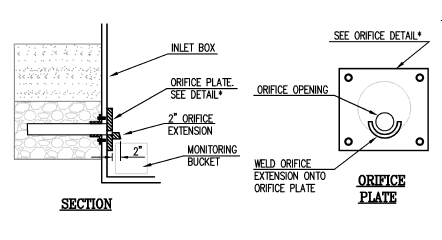 INLET BOX
ORIFICE PLATE.
SEE DETAIL*
2" ORIFICE
EXTENSION
2"
MONITORING
BUCKET
SECTION
SEE ORIFICE DETAIL*
ORIFICE OPENING
WELD ORIFICE
EXTENSION ONTO
ORIFICE PLATE
ORIFICE
PLATE